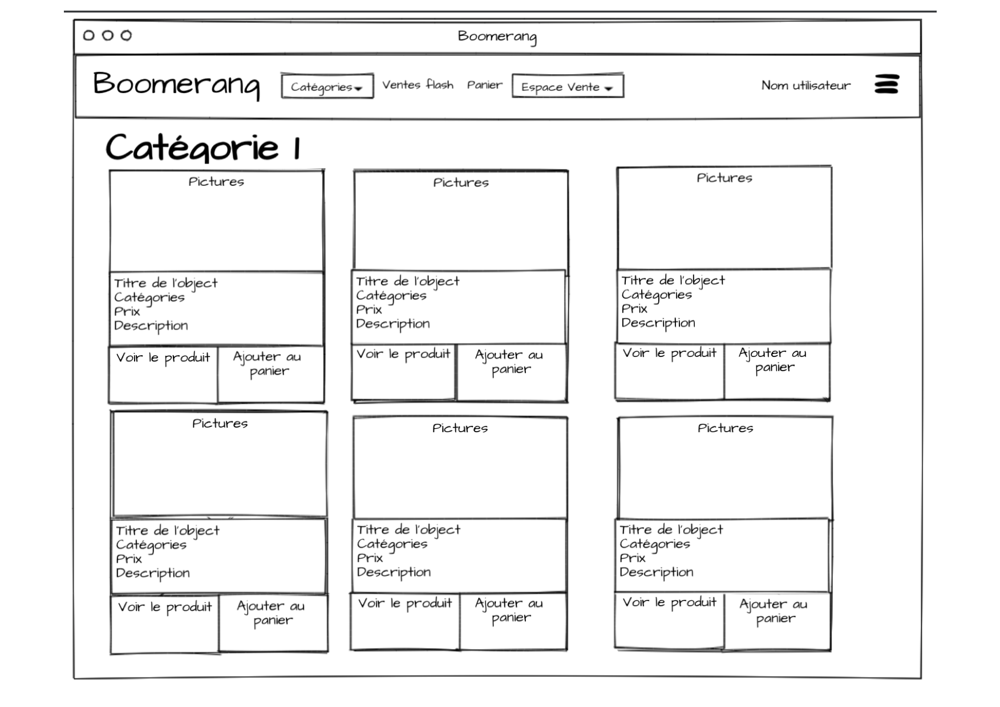 Boomerang
Boomerang
Catégories
Ventes flash
Panier
Espace Vente
Nom utilisateur
Catégorie 1
Pictures
Pictures
Pictures
Titre de l'object
Catégories
Prix
Description
Titre de l'object
Catégories
Prix
Description
Titre de l'object
Catégories
Prix
Description
Voir le produit
Ajouter au
panier
Voir le produit
Ajouter au
panier
Voir le produit
Ajouter au
panier
Pictures
Pictures
Pictures
Titre de l'object
Catégories
Prix
Description
Titre de l'object
Catégories
Prix
Description
Titre de l'object
Catégories
Prix
Description
Voir le produit
Ajouter au
panier
Voir le produit
Ajouter au
panier
Voir le produit
Ajouter au
panier